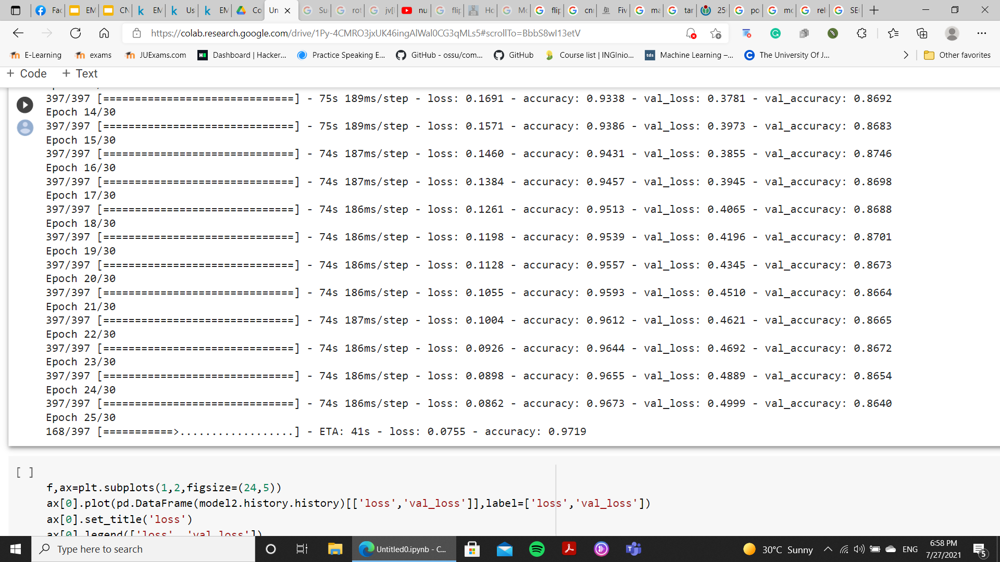 Fac
EM
CN
EM
Us
EM
Co
Un
Su
rot
jv[
nu
flip
Ho
Mo
flip
cni
Fiv
ma
tar
25
po
mc
rel
SE
https://colab.research.google.com/drive/1Py-4CMRO3jxUK46ingAlWal0CG3qMLs5#scrollTo=BbbS8wI13etV
E-Learning
exams
JUExams.com
Dashboard | Hacker...
Practice Speaking E...
GitHub - ossu/com...
GitHub
Course list | INGInio...
tds
Machine Learning –...
The University Of J...
Other favorites
+ Code
+ Text
397/397 [==============================] - 75s 189ms/step - loss: 0.1691 - accuracy: 0.9338 - val_loss: 0.3781 - val_accuracy: 0.8692
Epoch 14/30
397/397 [==============================] - 75s 189ms/step - loss: 0.1571 - accuracy: 0.9386 - val_loss: 0.3973 - val_accuracy: 0.8683
Epoch 15/30
397/397 [==============================] - 74s 187ms/step - loss: 0.1460 - accuracy: 0.9431 - val_loss: 0.3855 - val_accuracy: 0.8746
Epoch 16/30
397/397 [==============================] - 74s 187ms/step - loss: 0.1384 - accuracy: 0.9457 - val_loss: 0.3945 - val_accuracy: 0.8698
Epoch 17/30
397/397 [==============================] - 74s 186ms/step - loss: 0.1261 - accuracy: 0.9513 - val_loss: 0.4065 - val_accuracy: 0.8688
Epoch 18/30
397/397 [==============================] - 74s 186ms/step - loss: 0.1198 - accuracy: 0.9539 - val_loss: 0.4196 - val_accuracy: 0.8701
Epoch 19/30
397/397 [==============================] - 74s 186ms/step - loss: 0.1128 - accuracy: 0.9557 - val_loss: 0.4345 - val_accuracy: 0.8673
Epoch 20/30
397/397 [==============================] - 74s 186ms/step - loss: 0.1055 - accuracy: 0.9593 - val_loss: 0.4510 - val_accuracy: 0.8664
Epoch 21/30
397/397 [==============================] - 74s 187ms/step - loss: 0.1004 - accuracy: 0.9612 - val_loss: 0.4621 - val_accuracy: 0.8665
Epoch 22/30
397/397 [==============================] - 74s 186ms/step - loss: 0.0926 - accuracy: 0.9644 - val_loss: 0.4692 - val_accuracy: 0.8672
Epoch 23/30
397/397 [==============================] - 74s 186ms/step - loss: 0.0898 - accuracy: 0.9655 - val_loss: 0.4889 - val_accuracy: 0.8654
Epoch 24/30
397/397 [==============================] - 74s 186ms/step - loss: 0.0862 - accuracy: 0.9673 - val_loss: 0.4999 - val_accuracy: 0.8640
Epoch 25/30
168/397 [===========>..................] - ETA: 41s - loss: 0.0755 - accuracy: 0.9719
[ ]
f,ax=plt.subplots(1,2,figsize=(24,5))
ax[0].plot(pd.DataFrame(model2.history.history)[['loss','val_loss']],label=['loss','val_loss'])
ax[0].set_title('loss')
ax[0].legend(['loss', 'val_loss'])
Type here to search
Untitled0.ipynb - C...
30°C Sunny
ENG
6:58 PM
7/27/2021
5